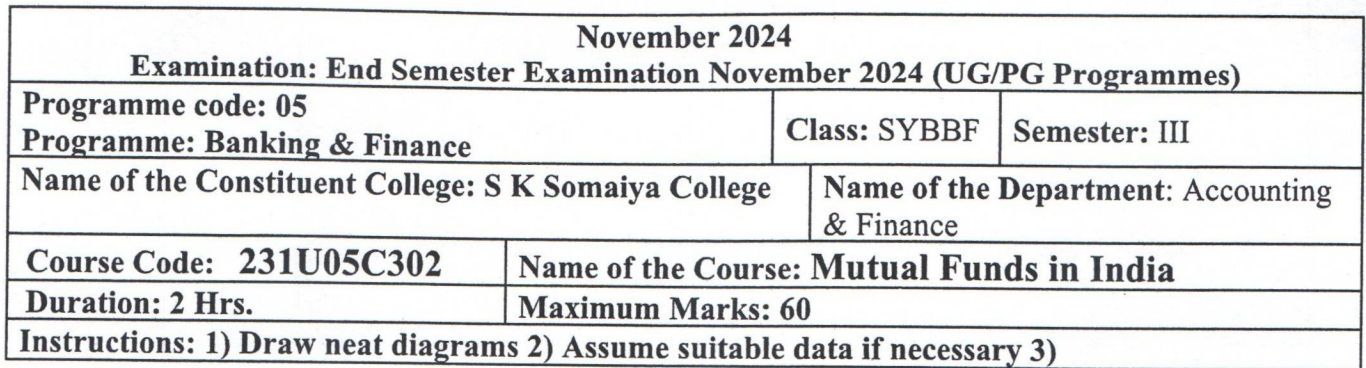 November 2024
Examination: End Semester Examination November 2024 (UG/PG Programmes)
Programme code: 05
Programme: Banking & Finance
Class: SYBBF
Semester: III
Name of the Constituent College: S K Somaiya College
Name of the Department: Accounting
& Finance
Course Code: 231U05C302
Name of the Course: Mutual Funds in India
Duration: 2 Hrs.
Maximum Marks: 60
Instructions: 1) Draw neat diagrams 2) Assume suitable data if necessary 3)